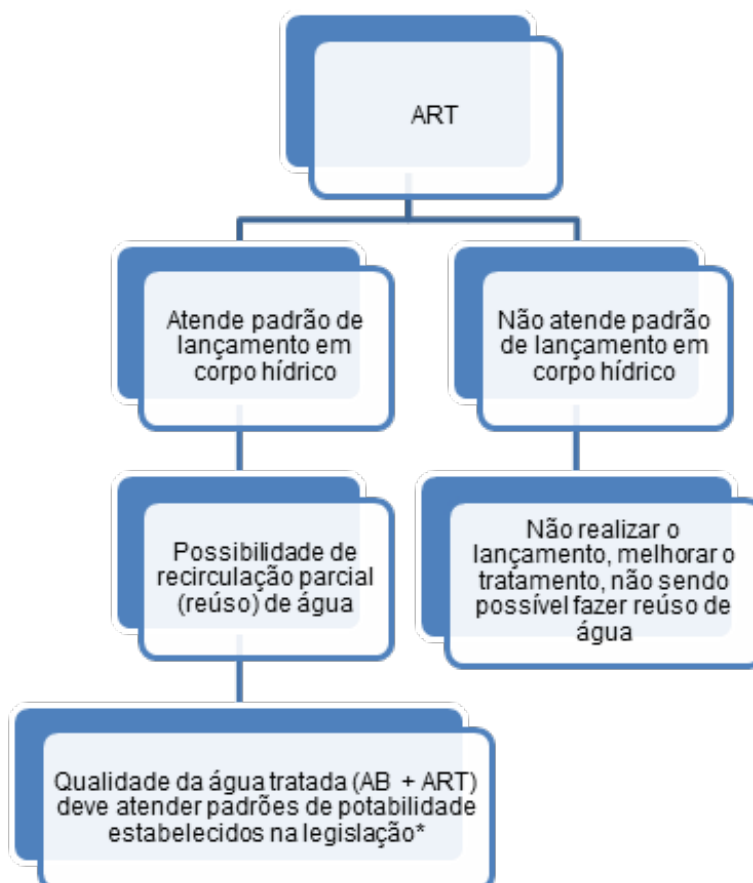 ART
Atende padrão de
lançamento em
corpo hídrico
Não atende padrão
de lançamento em
corpo hídrico
Possibilidade de
recirculação parcial
(reúso) de água
Não realizar o
lançamento, melhorar o
tratamento, não sendo
possível fazer reúso de
água
Qualidade da água tratada (AB + ART)
deve atender padrões de potabilidade
estabelecidos na legislação*